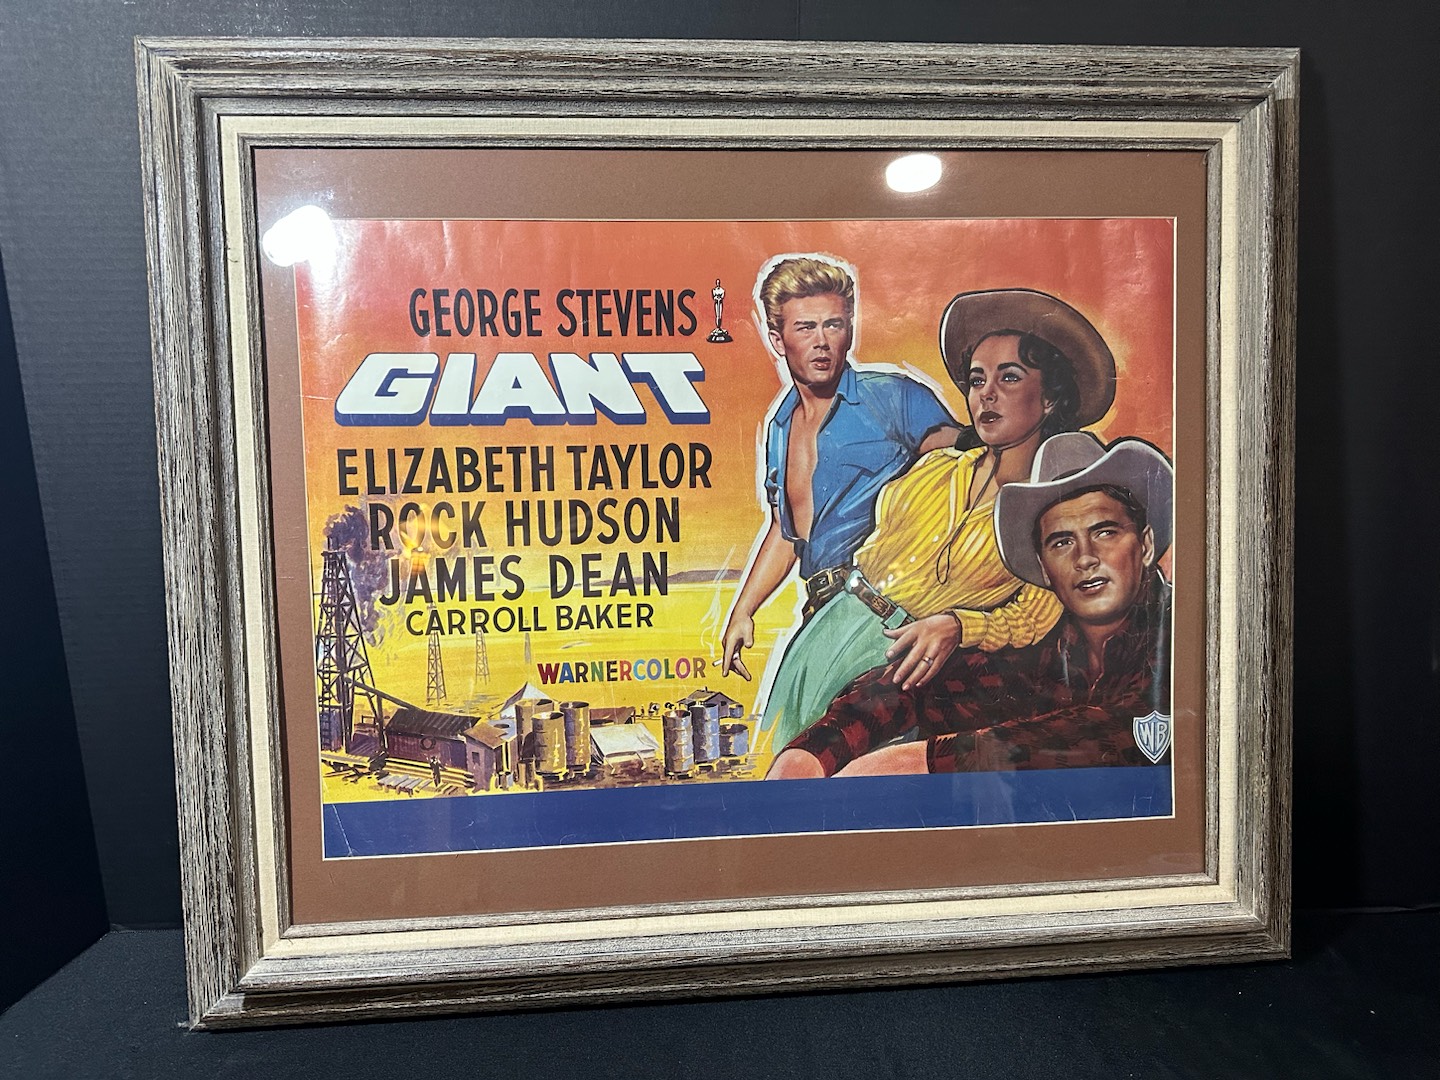 GEORGE STEVENS
GIANT
ELIZABETH TAYLOR
ROCK HUDSON
JAMES DEAN
CARROLL BAKER
WARNERCOLOR
WB